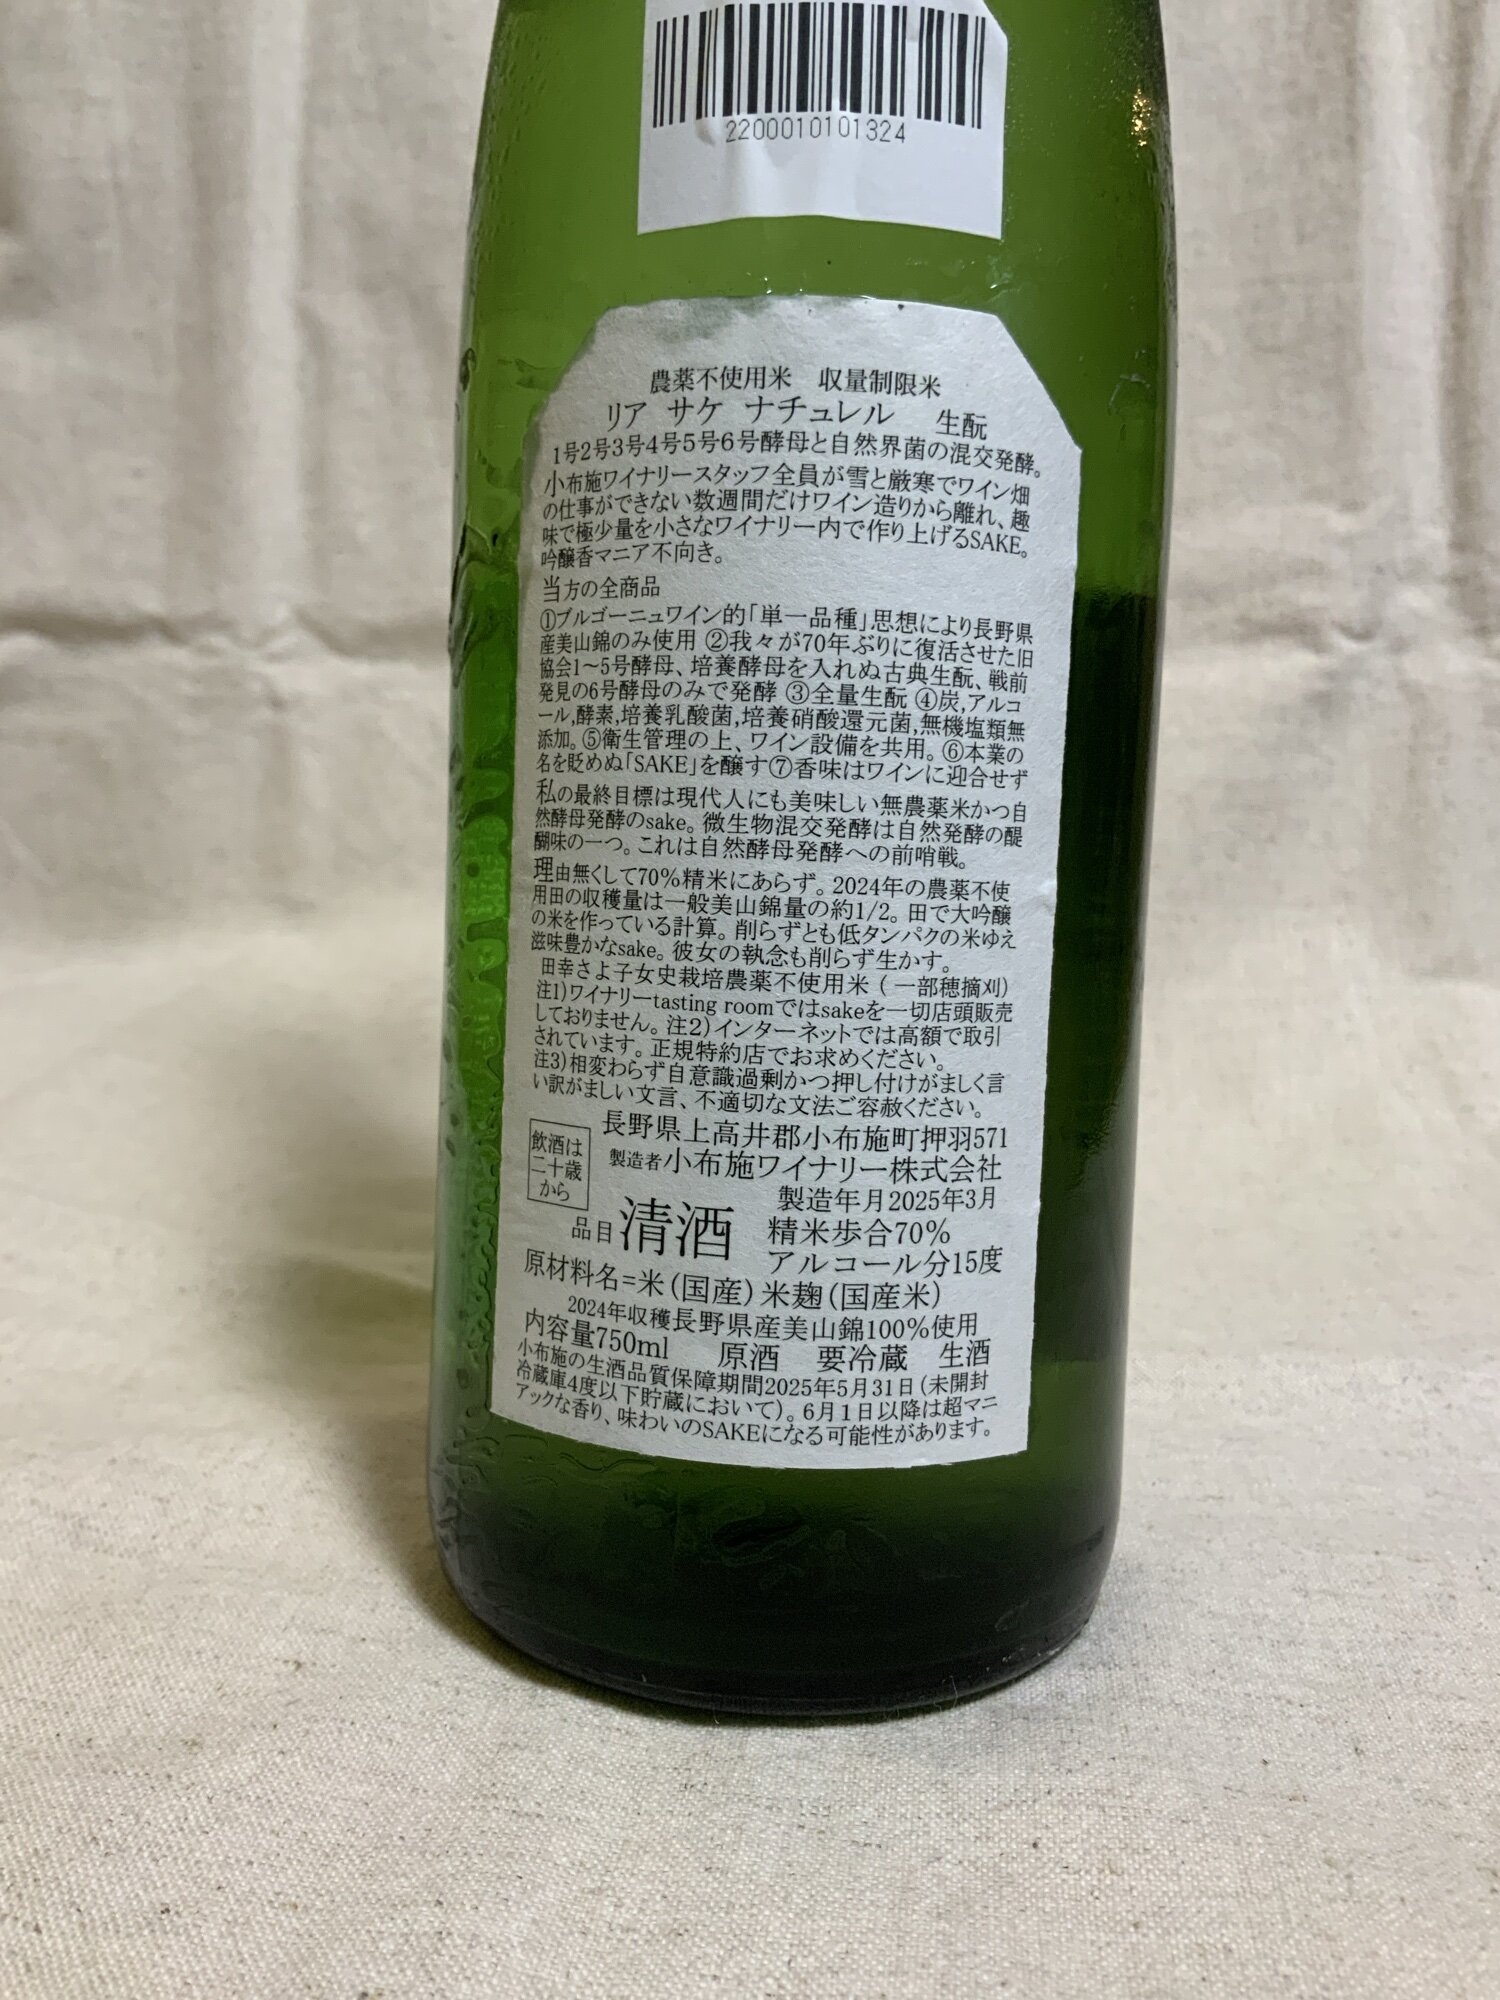 2200010101324
農薬不使用米 収量制限米
リア サケ ナチュレル 生酛
1号2号3号4号5号6号酵母と自然界菌の混交発酵。
小布施ワイナリースタッフ全員が雪と厳寒でワイン畑
の仕事ができない数週間だけワイン造りから離れ、趣
味で極少量を小さなワイナリー内で作り上げるSAKE。
吟醸香マニア不向き。
当方の全商品
①ブルゴーニュワイン的「単一品種」思想により長野県
産美山錦のみ使用 ②我々が70年ぶりに復活させた旧
協会1～5号酵母、培養酵母を入れぬ古典生酛、戦前
発見の6号酵母のみで発酵 ③全量生酛 ④炭,アルコ
ール,酵素,培養乳酸菌,培養硝酸還元菌,無機塩類無
添加。⑤衛生管理の上、ワイン設備を共用。⑥本業の
名を貶めぬ「SAKE」を醸す⑦香味はワインに迎合せず
私の最終目標は現代人にも美味しい無農薬米かつ自
然酵母発酵のsake。微生物混交発酵は自然発酵の醍
醐味の一つ。これは自然酵母発酵への前哨戦。
理由無くして70%精米にあらず。2024年の農薬不使
用田の収穫量は一般美山錦量の約1/2。田で大吟醸
の米を作っている計算。削らずとも低タンパクの米ゆえ
滋味豊かなsake。彼女の執念も削らず生かす。
田幸さよ子女史栽培農薬不使用米（一部穂摘刈）
注1)ワイナリーtasting roomではsakeを一切店頭販売
しておりません。注2)インターネットでは高額で取引
されています。正規特約店でお求めください。
注3)相変わらず自意識過剰かつ押し付けがましく言
い訳がましい文言、不適切な文法ご容赦ください。
長野県上高井郡小布施町押羽571
飲酒は
二十歳
から
製造者小布施ワイナリー株式会社
製造年月2025年3月
品目 清酒 精米歩合70%
アルコール分15度
原材料名=米(国産)米麹(国産米)
2024年収穫長野県産美山錦100%使用
内容量750ml 原酒 要冷蔵 生酒
小布施の生酒品質保障期間2025年5月31日(未開封
冷蔵庫4度以下貯蔵において)。6月1日以降は超マニ
アックな香り、味わいのSAKEになる可能性があります。